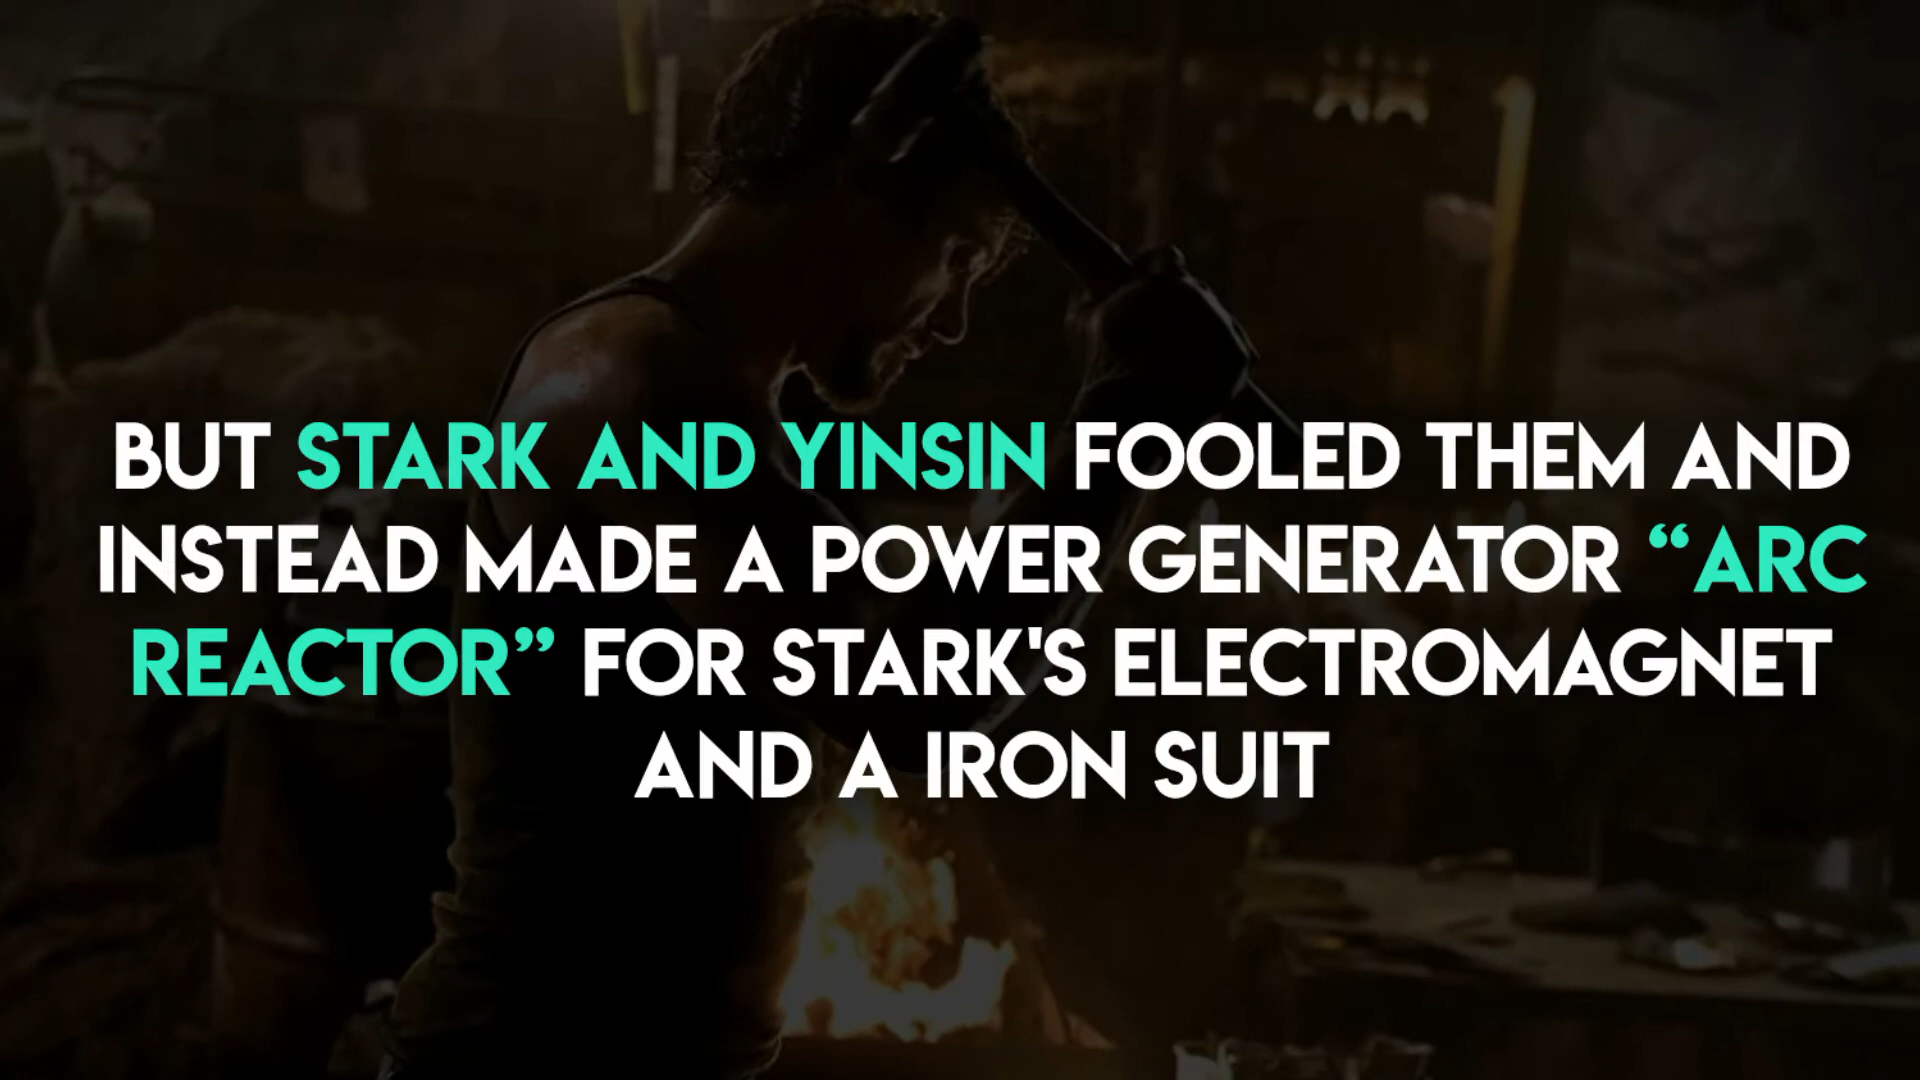 BUT STARK AND YINSIN FOOLED THEM AND
INSTEAD MADE A POWER GENERATOR “ARC
REACTOR” FOR STARK'S ELECTROMAGNET
AND A IRON SUIT